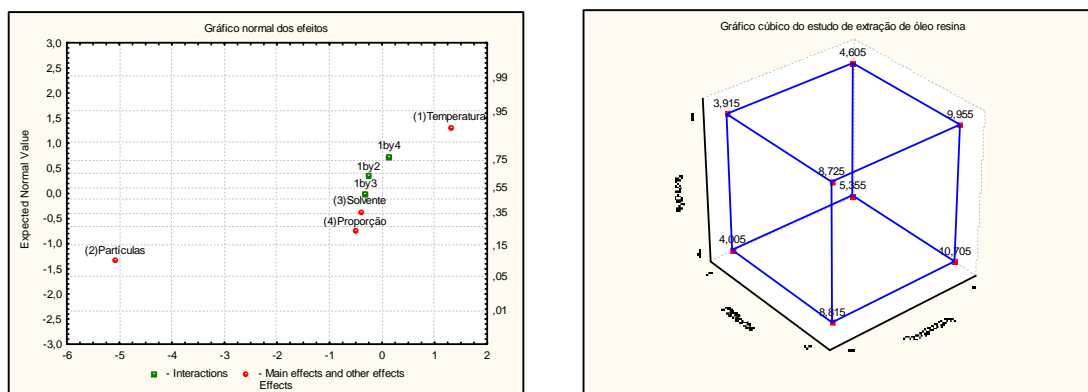 Gráfico normal dos efeitos
3,0
2,5
2,0
1,5
1,0
0,5
0,0
-0,5
-1,0
-1,5
-2,0
-2,5
-3,0
Expected Normal Value
,99
,95
,75
,55
,35
,15
,05
,01
(1)Temperatura
1by4
1by2
1by3
(3)Solvente
(4)Proporção
(2)Partículas
-6 -5 -4 -3 -2 -1 0 1 2
- Interactions - Main effects and other effects
Effects
Gráfico cúbico do estudo de extração de óleo resina
4,605
3,915
9,955
8,725
5,355
4,005
10,705
8,815